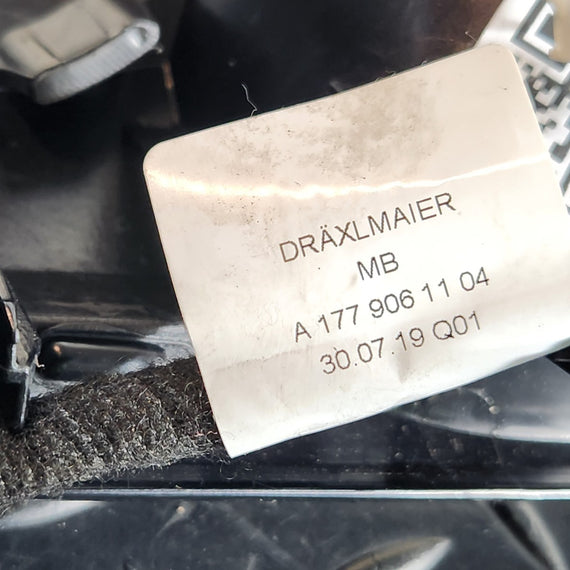 DRÄXLMAIER
MB
A 177 906 11 04
30.07.19 Q01